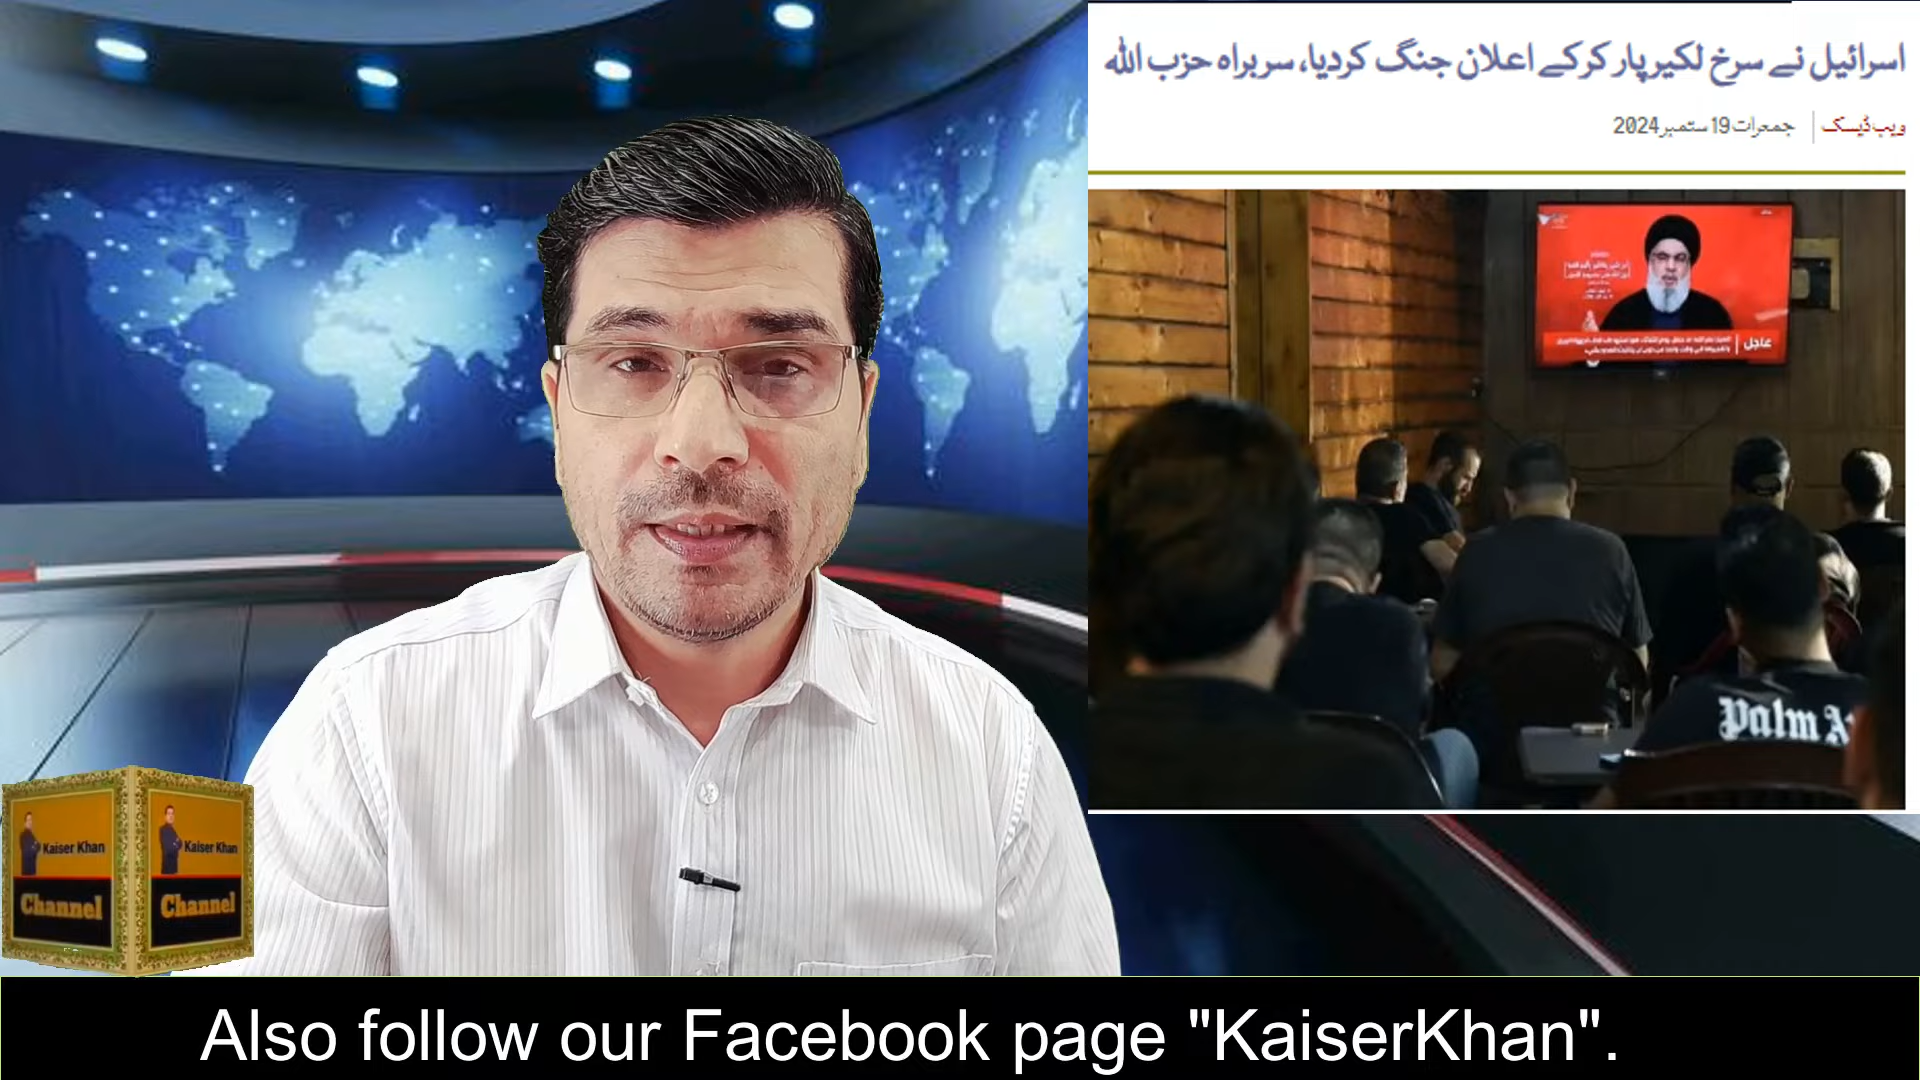 اسرائیل نے سرخ لکیر پار کرکے اعلان جنگ کردیا، سربراہ حزب اللہ
ویب ڈیسک | جمعرات 19 ستمبر 2024
عاجل
Palm A
Kaiser Khan
Channel
Kaiser Khan
Channel
Also follow our Facebook page "KaiserKhan".